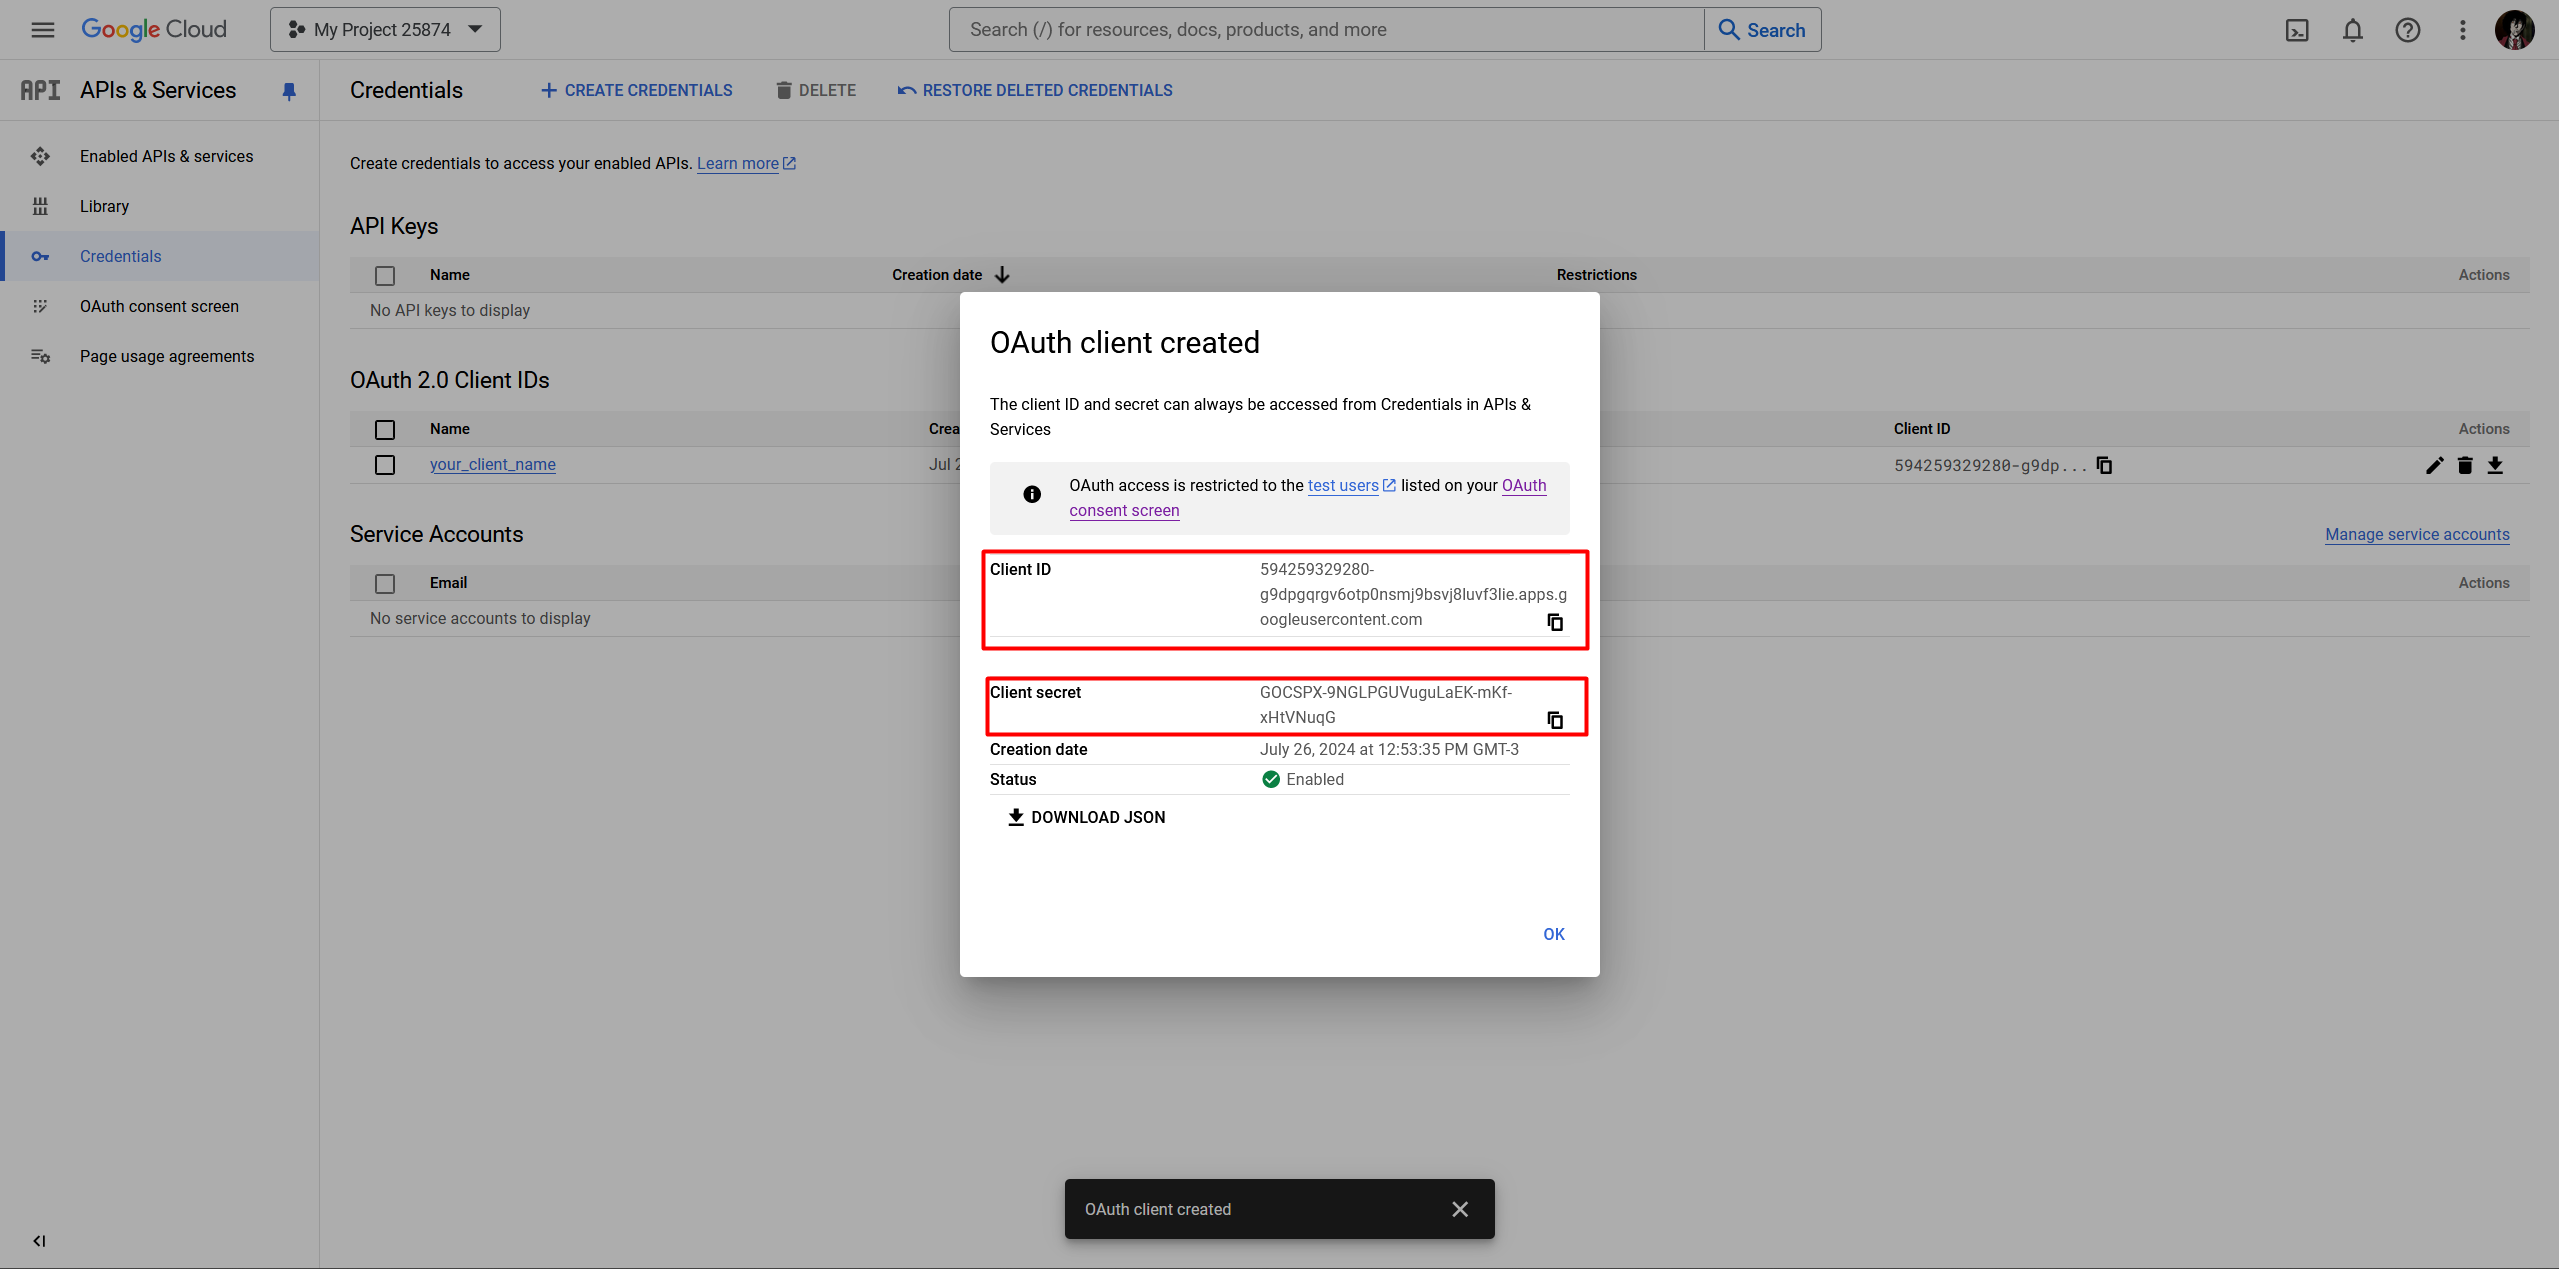 Google Cloud
My Project 25874
Search (/) for resources, docs, products, and more
Search
API
APIs & Services
Credentials
CREATE CREDENTIALS
DELETE
RESTORE DELETED CREDENTIALS
Enabled APIs & services
Library
Credentials
OAuth consent screen
Page usage agreements
Create credentials to access your enabled APIs. Learn more
API Keys
Name
Creation date
Restrictions
Actions
No API keys to display
OAuth 2.0 Client IDs
Name
Crea
Client ID
Actions
your_client_name
Jul 2
594259329280-g9dp...
Service Accounts
Manage service accounts
Email
Actions
No service accounts to display
OAuth client created
The client ID and secret can always be accessed from Credentials in APIs &
Services
OAuth access is restricted to the test users listed on your OAuth
consent screen
Client ID
594259329280-
g9dpgqrgv6otp0nsmj9bsvj8luvf3lie.apps.g
oogleusercontent.com
Client secret
GOCSPX-9NGLPGUVuguLaEK-mKf-
xHtVNuqG
Creation date
July 26, 2024 at 12:53:35 PM GMT-3
Status
Enabled
DOWNLOAD JSON
OK
OAuth client created